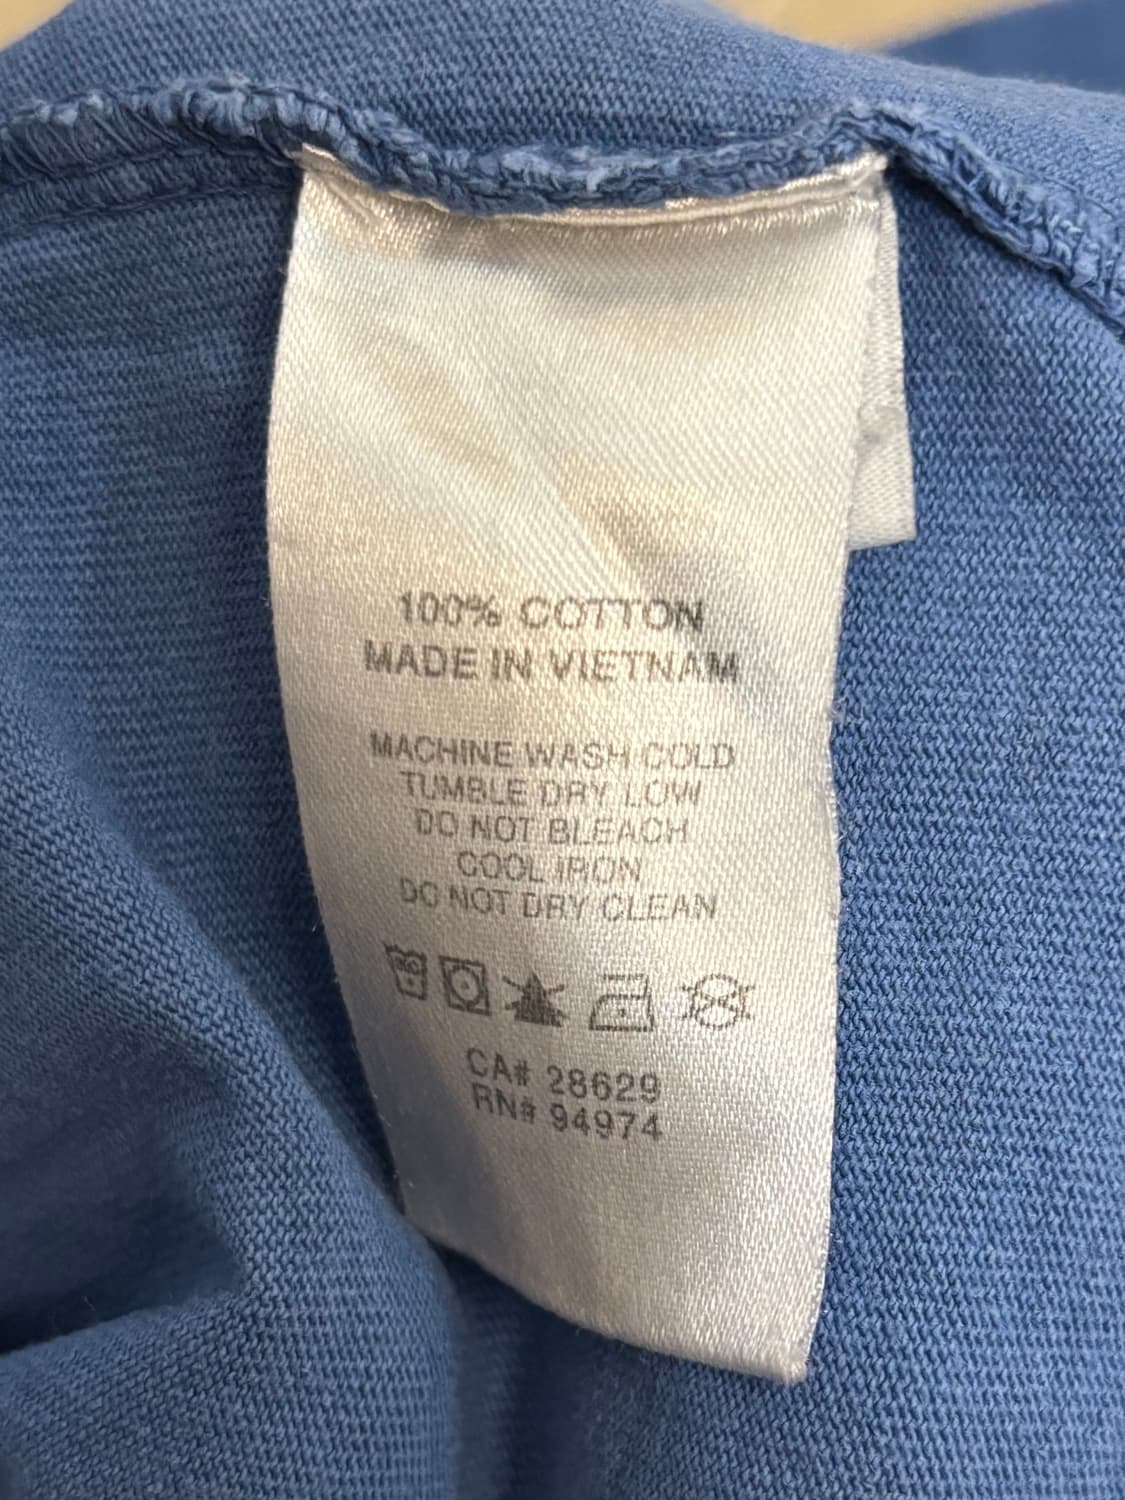 100% COTTON
MADE IN VIETNAM
MACHINE WASH COLD
TUMBLE DRY LOW
DO NOT BLEACH
COOL IRON
DO NOT DRY CLEAN
CA# 28629
RN# 94974